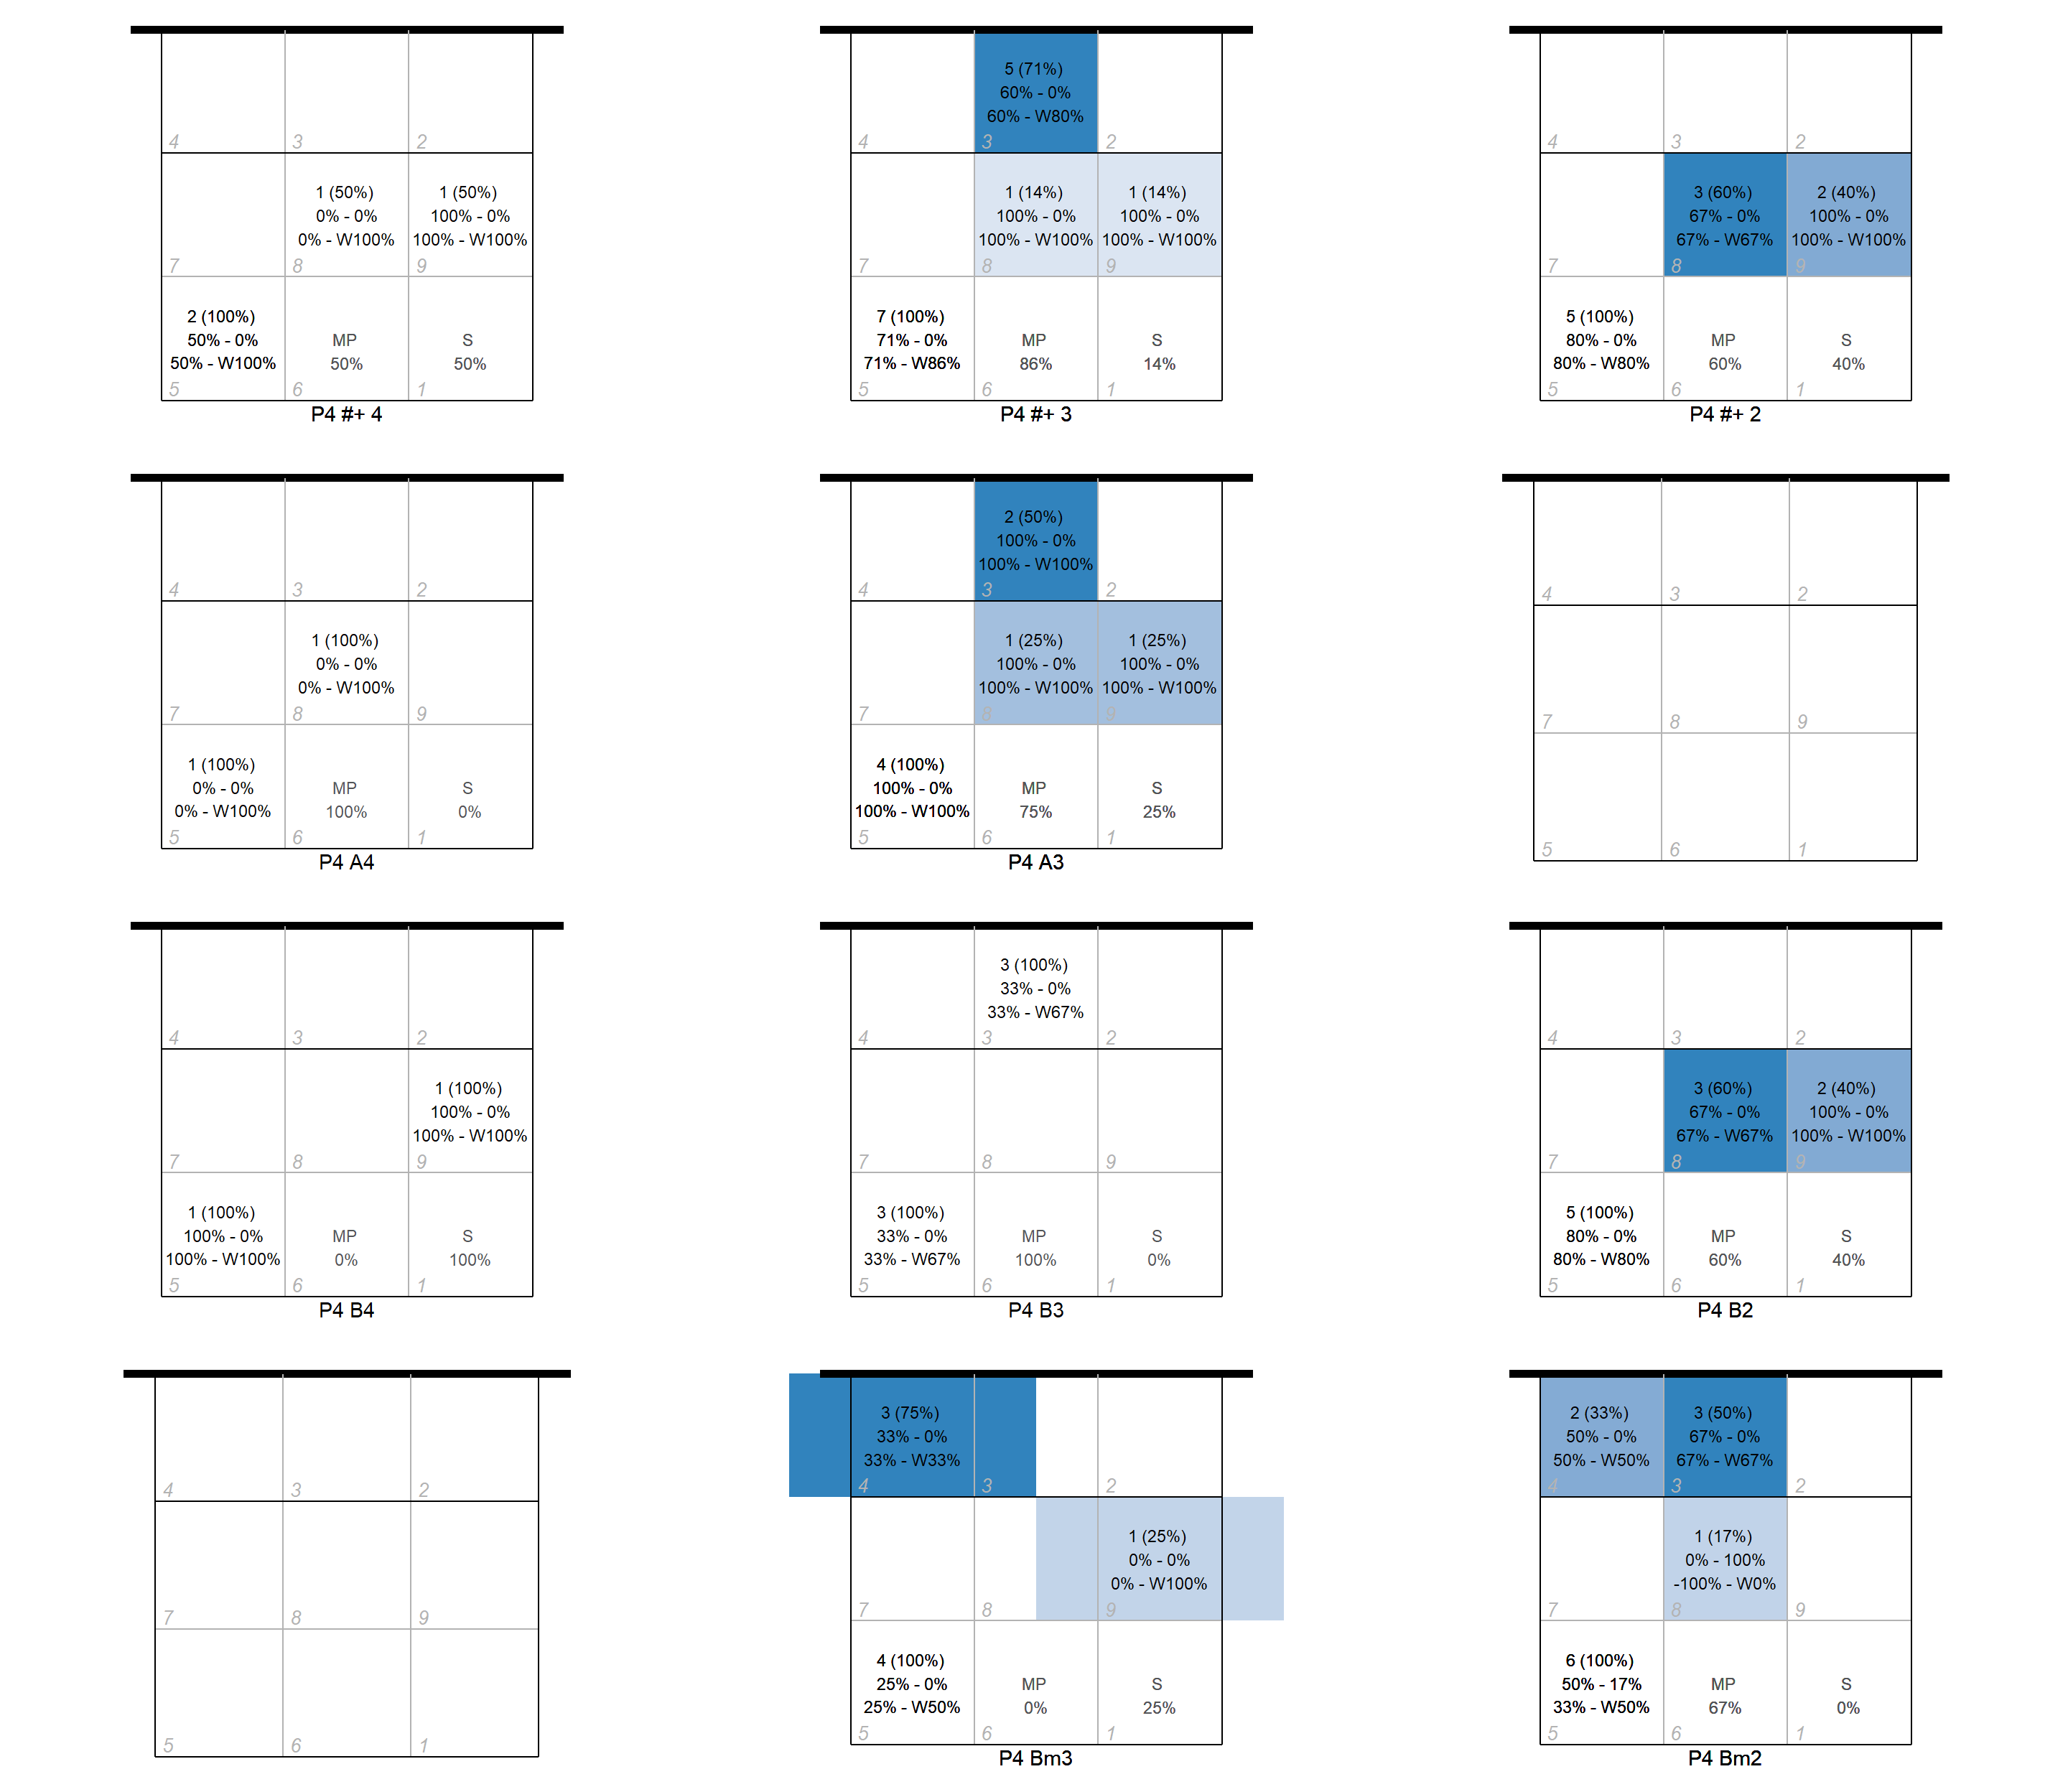 4
3
2
1 (50%)
0% - 0%
0% - W100%
1 (50%)
100% - 0%
100% - W100%
7
8
9
2 (100%)
50% - 0%
50% - W100%
MP
50%
S
50%
5
6
1
P4 #+ 4
5 (71%)
60% - 0%
60% - W80%
4
3
2
1 (14%)
100% - 0%
100% - W100%
1 (14%)
100% - 0%
100% - W100%
7
8
9
7 (100%)
71% - 0%
71% - W86%
MP
86%
S
14%
5
6
1
P4 #+ 3
4
3
2
3 (60%)
67% - 0%
67% - W67%
2 (40%)
100% - 0%
100% - W100%
7
8
9
5 (100%)
80% - 0%
80% - W80%
MP
60%
S
40%
5
6
1
P4 #+ 2
4
3
2
1 (100%)
0% - 0%
0% - W100%
7
8
9
1 (100%)
0% - 0%
0% - W100%
MP
100%
S
0%
5
6
1
P4 A4
2 (50%)
100% - 0%
100% - W100%
4
3
2
1 (25%)
100% - 0%
100% - W100%
1 (25%)
100% - 0%
100% - W100%
7
8
9
4 (100%)
100% - 0%
100% - W100%
MP
75%
S
25%
5
6
1
P4 A3
4
3
2
7
8
9
5
6
1
4
3
2
1 (100%)
100% - 0%
100% - W100%
7
8
9
1 (100%)
100% - 0%
100% - W100%
MP
0%
S
100%
5
6
1
P4 B4
3 (100%)
33% - 0%
33% - W67%
4
3
2
7
8
9
3 (100%)
33% - 0%
33% - W67%
MP
100%
S
0%
5
6
1
P4 B3
4
3
2
3 (60%)
67% - 0%
67% - W67%
2 (40%)
100% - 0%
100% - W100%
7
8
9
5 (100%)
80% - 0%
80% - W80%
MP
60%
S
40%
5
6
1
P4 B2
4
3
2
7
8
9
5
6
1
3 (75%)
33% - 0%
33% - W33%
4
3
2
1 (25%)
0% - 0%
0% - W100%
7
8
9
4 (100%)
25% - 0%
25% - W50%
MP
0%
S
25%
5
6
1
P4 Bm3
2 (33%)
50% - 0%
50% - W50%
3 (50%)
67% - 0%
67% - W67%
4
3
2
1 (17%)
0% - 100%
-100% - W0%
7
8
9
6 (100%)
50% - 17%
33% - W50%
MP
67%
S
0%
5
6
1
P4 Bm2